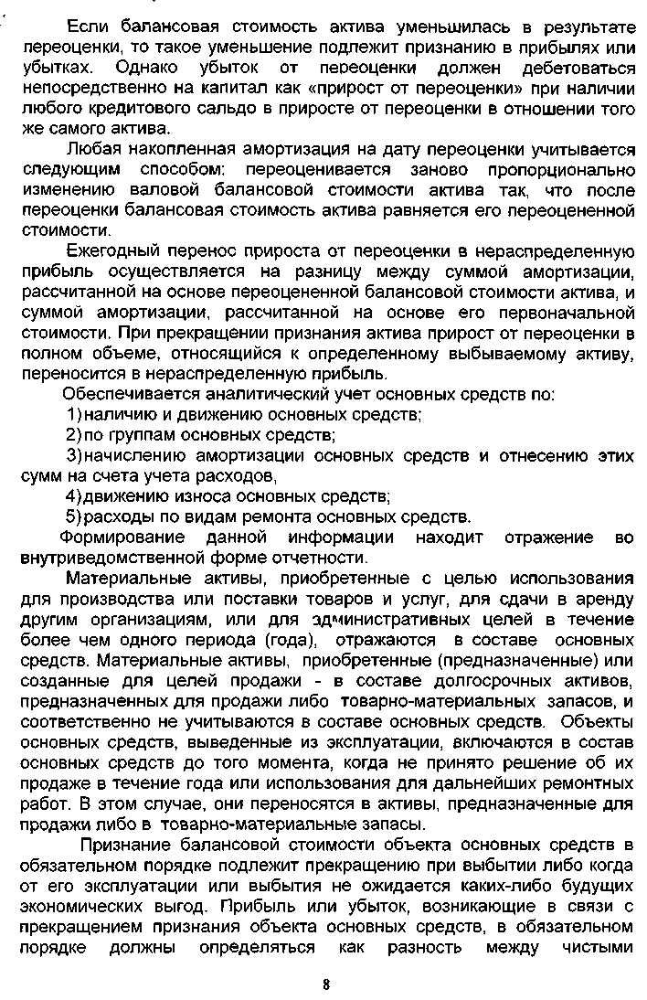 Если балансовая стоимость актива уменьшилась в результате
переоценки, то такое уменьшение подлежит признанию в прибылях или
убытках. Однако убыток от переоценки должен дебетоваться
непосредственно на капитал как «прирост от переоценки» при наличии
любого кредитового сальдо в приросте от переоценки в отношении того
же самого актива.
Любая накопленная амортизация на дату переоценки учитывается
следующим способом: переоценивается заново пропорционально
изменению валовой балансовой стоимости актива так, что после
переоценки балансовая стоимость актива равняется его переоцененной
стоимости.
Ежегодный перенос прироста от переоценки в нераспределенную
прибыль осуществляется на разницу между суммой амортизации,
рассчитанной на основе переоцененной балансовой стоимости актива, и
суммой амортизации, рассчитанной на основе его первоначальной
стоимости. При прекращении признания актива прирост от переоценки в
полном объеме, относящийся к определенному выбываемому активу,
переносится в нераспределенную прибыль.
Обеспечивается аналитический учет основных средств по:
1)наличию и движению основных средств;
2)по группам основных средств;
3)начислению амортизации основных средств и отнесению этих
сумм на счета учета расходов,
4)движению износа основных средств;
5)расходы по видам ремонта основных средств.
Формирование данной информации находит отражение во
внутриведомственной форме отчетности.
Материальные активы, приобретенные с целью использования
для производства или поставки товаров и услуг, для сдачи в аренду
другим организациям, или для административных целей в течение
более чем одного периода (года), отражаются в составе основных
средств. Материальные активы, приобретенные (предназначенные) или
созданные для целей продажи - в составе долгосрочных активов,
предназначенных для продажи либо товарно-материальных запасов, и
соответственно не учитываются в составе основных средств. Объекты
основных средств, выведенные из эксплуатации, включаются в состав
основных средств до того момента, когда не принято решение об их
продаже в течение года или использования для дальнейших ремонтных
работ. В этом случае, они переносятся в активы, предназначенные для
продажи либо в товарно-материальные запасы.
Признание балансовой стоимости объекта основных средств в
обязательном порядке подлежит прекращению при выбытии либо когда
от его эксплуатации или выбытия не ожидается каких-либо будущих
экономических выгод. Прибыль или убыток, возникающие в связи с
прекращением признания объекта основных средств, в обязательном
порядке должны определяться как разность между чистыми
8